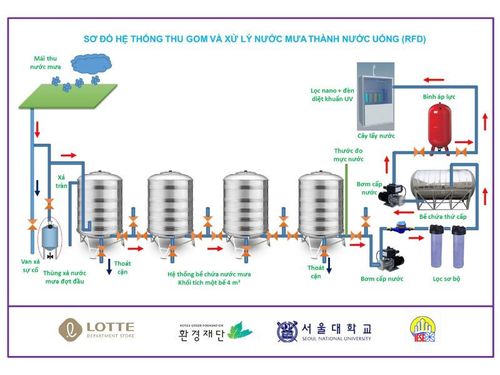 SƠ ĐỒ HỆ THỐNG THU GOM VÀ XỬ LÝ NƯỚC MƯA THÀNH NƯỚC UỐNG (RFD)
Mái thu
nước mưa
Lọc nano + đèn
diệt khuẩn UV
Bình áp lực
Cây lấy nước
Thước đo
mực nước
Xả
tràn
Bơm cấp
nước
Bể chứa thứ cấp
Van xả
sự cố
Thùng xả nước
mưa đợt đầu
Thoát
cặn
Hệ thống bể chứa nước mưa
Khối tích một bể 4 m³
Thoát
cặn
Bơm cấp nước
Lọc sơ bộ
LOTTE
DEPARTMENT STORE
KOREA GREEN FOUNDATION
환경재단
서울대학교
SEOUL NATIONAL UNIVERSITY